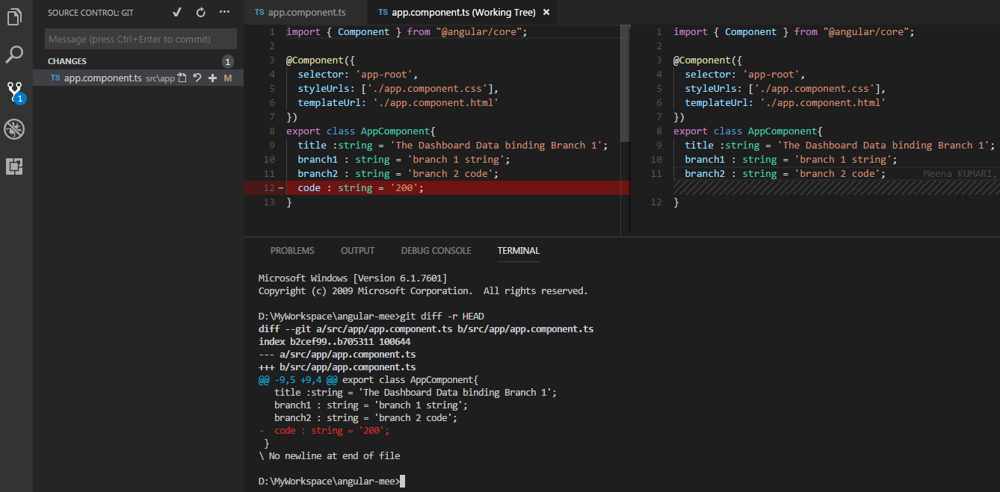 SOURCE CONTROL: GIT
Message (press Ctrl+Enter to commit)
CHANGES 1
TS app.component.ts src\app M
1
TS app.component.ts
TS app.component.ts (Working Tree)
1 import { Component } from "@angular/core";
2
3 @Component({
4 selector: 'app-root',
5 styleUrls: ['./app.component.css'],
6 templateUrl: './app.component.html'
7 })
8 export class AppComponent{
9 title :string = 'The Dashboard Data binding Branch 1';
10 branch1 : string = 'branch 1 string';
11 branch2 : string = 'branch 2 code';
12 - code : string = '200';
13 }
1 import { Component } from "@angular/core";
2
3 @Component({
4 selector: 'app-root',
5 styleUrls: ['./app.component.css'],
6 templateUrl: './app.component.html'
7 })
8 export class AppComponent{
9 title :string = 'The Dashboard Data binding Branch 1';
10 branch1 : string = 'branch 1 string';
11 branch2 : string = 'branch 2 code'; Meena KUMARI,
12 }
PROBLEMS OUTPUT DEBUG CONSOLE TERMINAL
Microsoft Windows [Version 6.1.7601]
Copyright (c) 2009 Microsoft Corporation. All rights reserved.
D:\MyWorkspace\angular-mee>git diff -r HEAD
diff --git a/src/app/app.component.ts b/src/app/app.component.ts
index b2cef99..b705311 100644
--- a/src/app/app.component.ts
+++ b/src/app/app.component.ts
@@ -9,5 +9,4 @@ export class AppComponent{
title :string = 'The Dashboard Data binding Branch 1';
branch1 : string = 'branch 1 string';
branch2 : string = 'branch 2 code';
- code : string = '200';
}
\ No newline at end of file
D:\MyWorkspace\angular-mee>